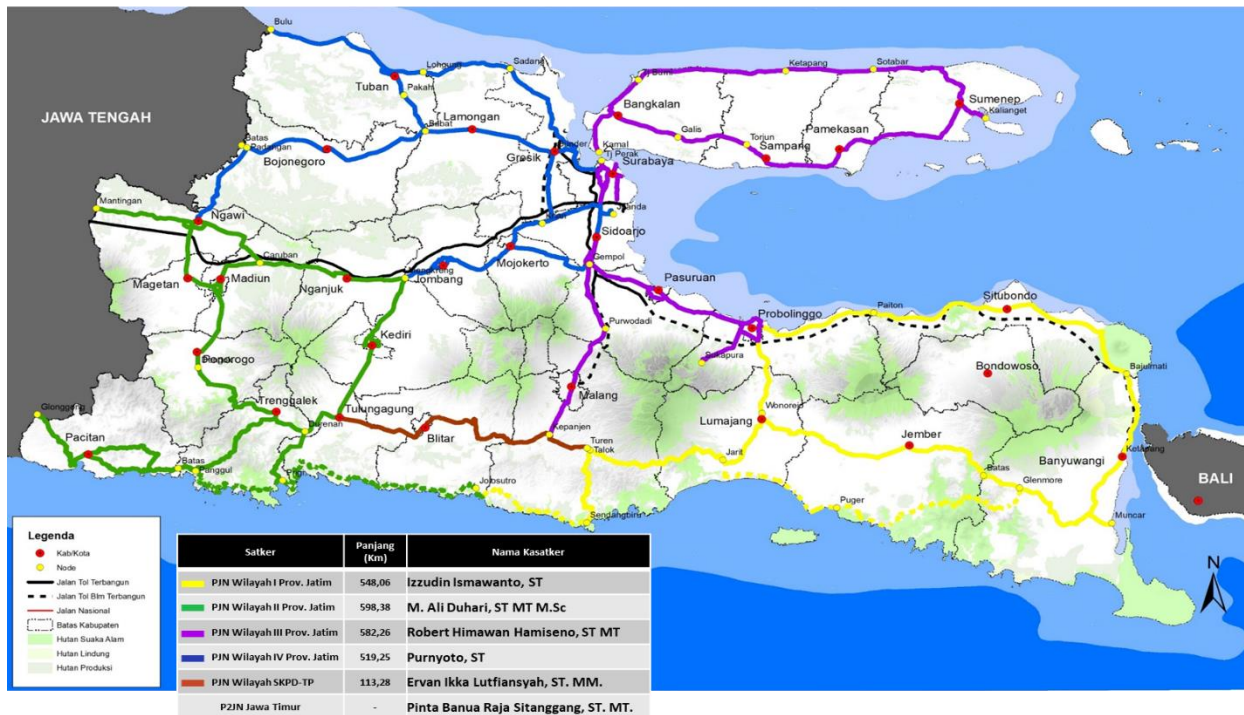 Bulu
Lohgung
Sadang
Tuban
Pakah
Ketapang
Sotabar
Tj Bumi
Bangkalan
Sumenep
Kalianget
JAWA TENGAH
Lamongan
Babat
Batas
Padangan
Bojonegoro
Gresik
Bunder
Kamal
Tj Perak
Galis
Torjun
Sampang
Pamekasan
Surabaya
Mantingan
Ngawi
Juanda
Sidoarjo
Caruban
Mojokerto
Gempol
Magetan
Madiun
Nganjuk
Jombang
Pasuruan
Paiton
Situbondo
Probolinggo
Kediri
Purwodadi
Sukapura
Ponorogo
Bondowoso
Bajulmati
Malang
Glonggong
Trenggalek
Tulungagung
Wonorejo
Lumajang
Pacitan
Durenan
Blitar
Kepanjen
Turen
Talok
Jember
Ketapang
Batas
Panggul
Prigi
Jarit
Batas
Banyuwangi
BALI
Jolosutro
Glenmore
Puger
Sendangbiru
Muncar
Legenda
Kab/Kota
Node
Jalan Tol Terbangun
Jalan Tol Blm Terbangun
Jalan Nasional
Batas Kabupaten
Hutan Suaka Alam
Hutan Lindung
Hutan Produksi
Satker Panjang (Km) Nama Kasatker
PJN Wilayah I Prov. Jatim 548,06 Izzudin Ismawanto, ST
PJN Wilayah II Prov. Jatim 598,38 M. Ali Duhari, ST MT M.Sc
PJN Wilayah III Prov. Jatim 582,26 Robert Himawan Hamiseno, ST MT
PJN Wilayah IV Prov. Jatim 519,25 Purnyoto, ST
PJN Wilayah SKPD-TP 113,28 Ervan Ikka Lutfiansyah, ST. MM.
P2JN Jawa Timur - Pinta Banua Raja Sitanggang, ST. MT.
N